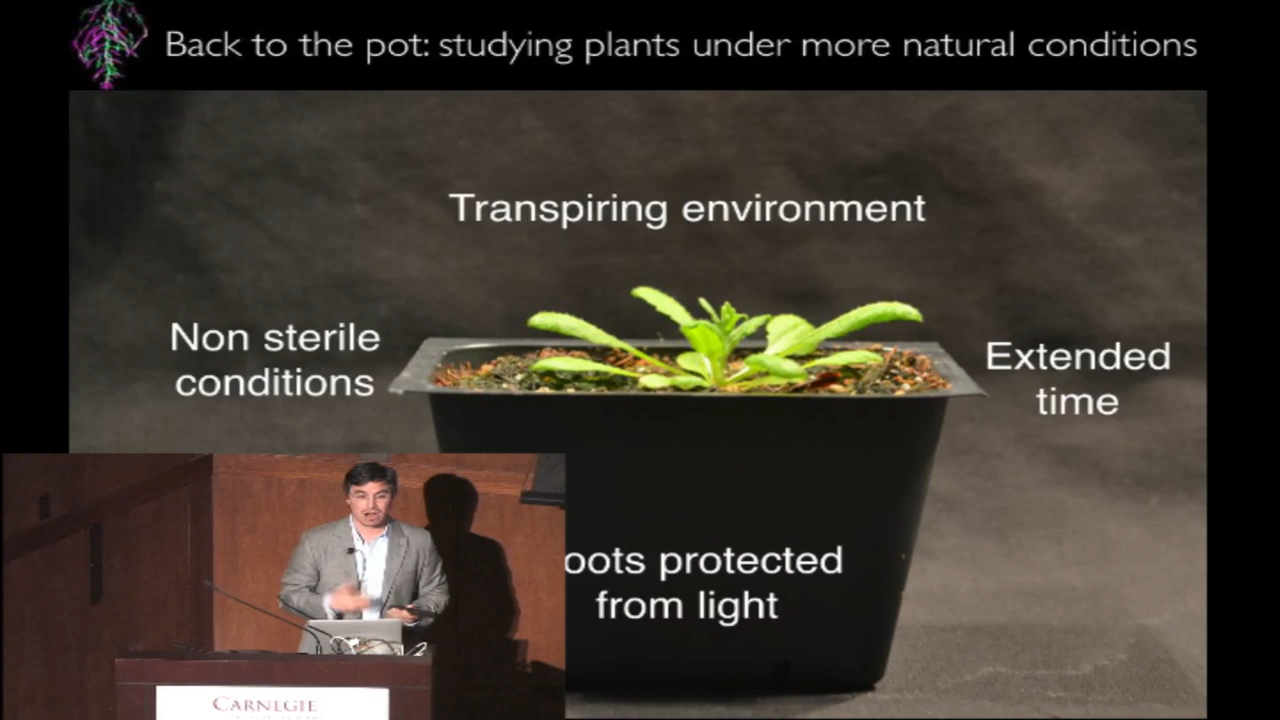 Back to the pot: studying plants under more natural conditions
Transpiring environment
Non sterile
conditions
Extended
time
oots protected
from light
CARNEGIE